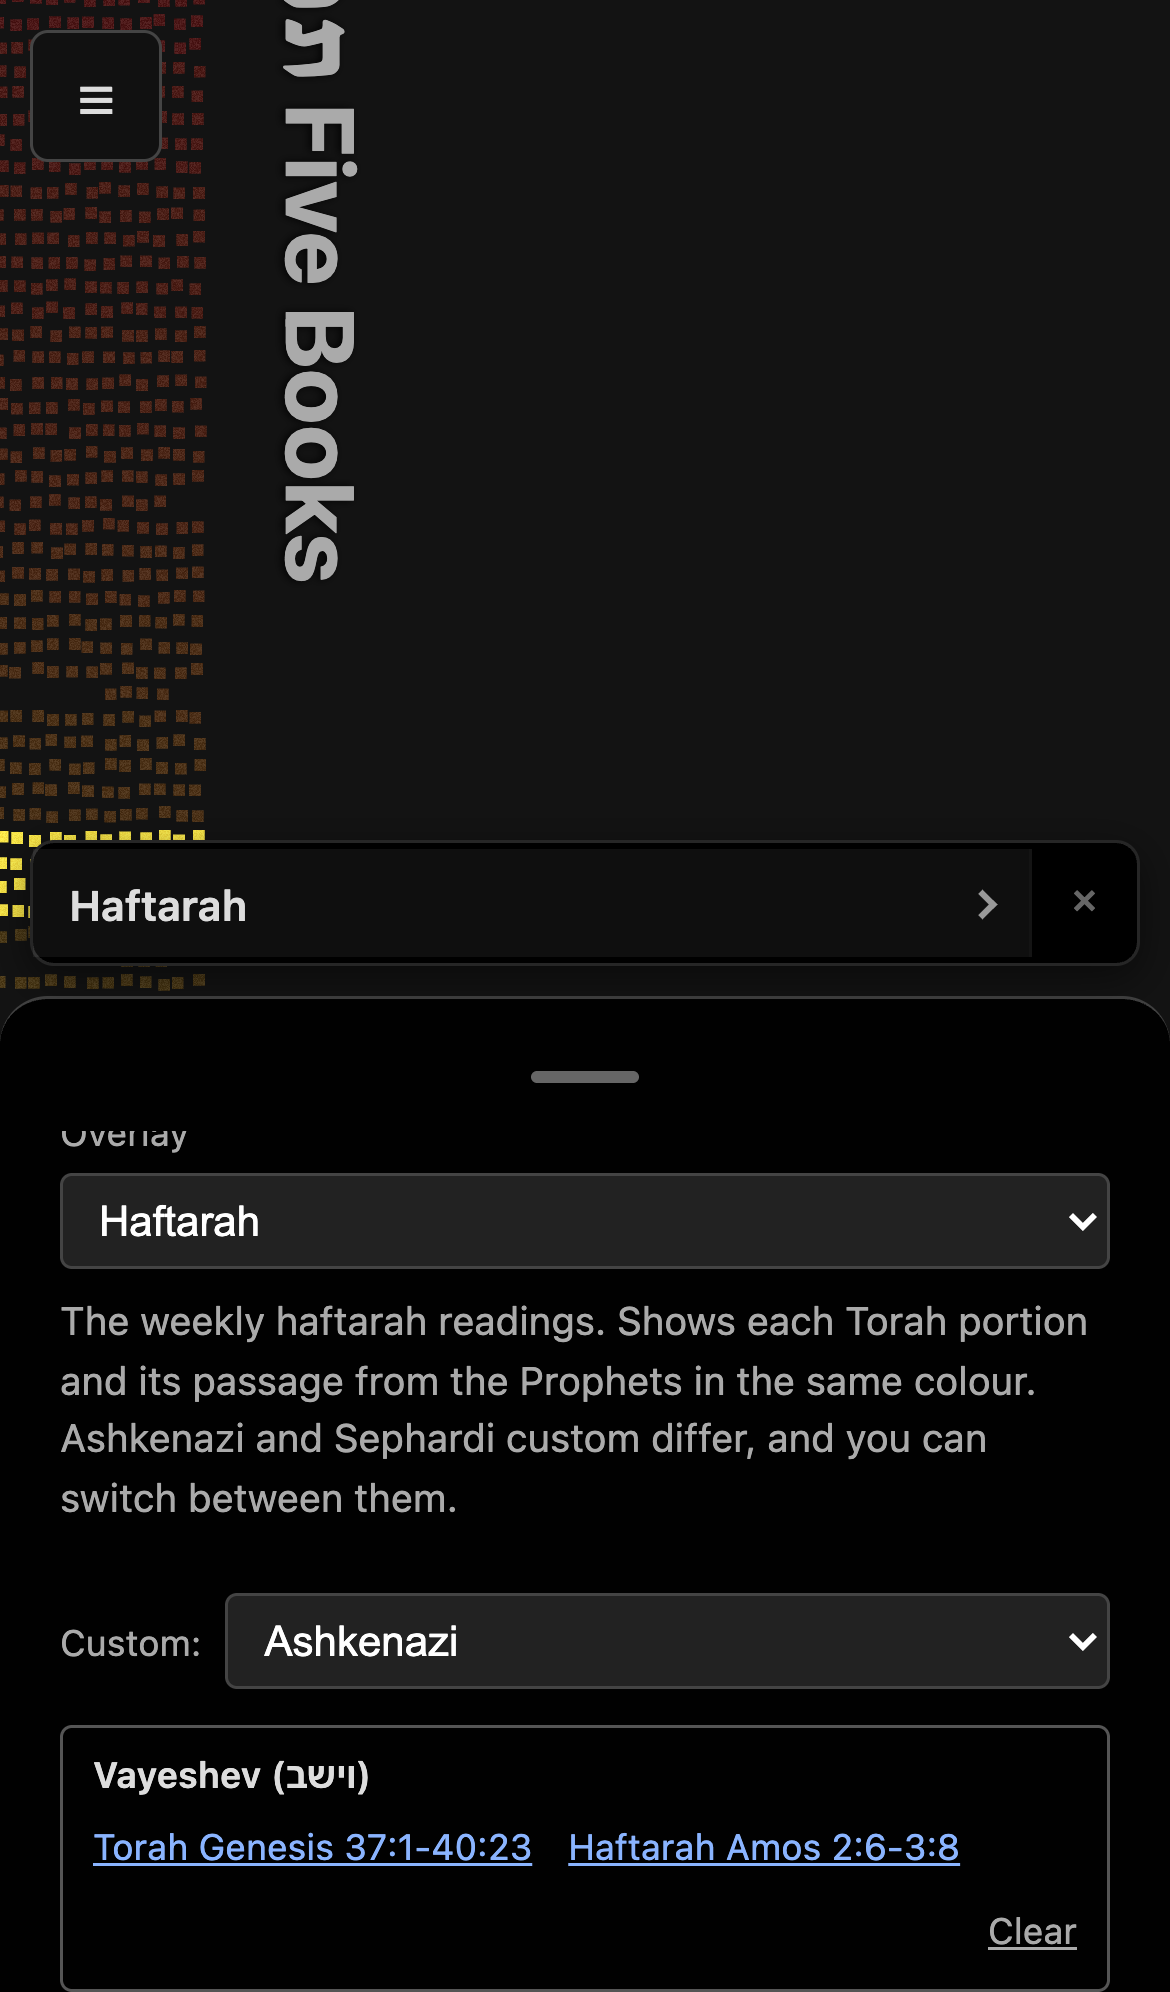 Five Books
Haftarah
Overlay
Haftarah
The weekly haftarah readings. Shows each Torah portion
and its passage from the Prophets in the same colour.
Ashkenazi and Sephardi custom differ, and you can
switch between them.
Custom:
Ashkenazi
Vayeshev (וישב)
Torah Genesis 37:1-40:23 Haftarah Amos 2:6-3:8
Clear